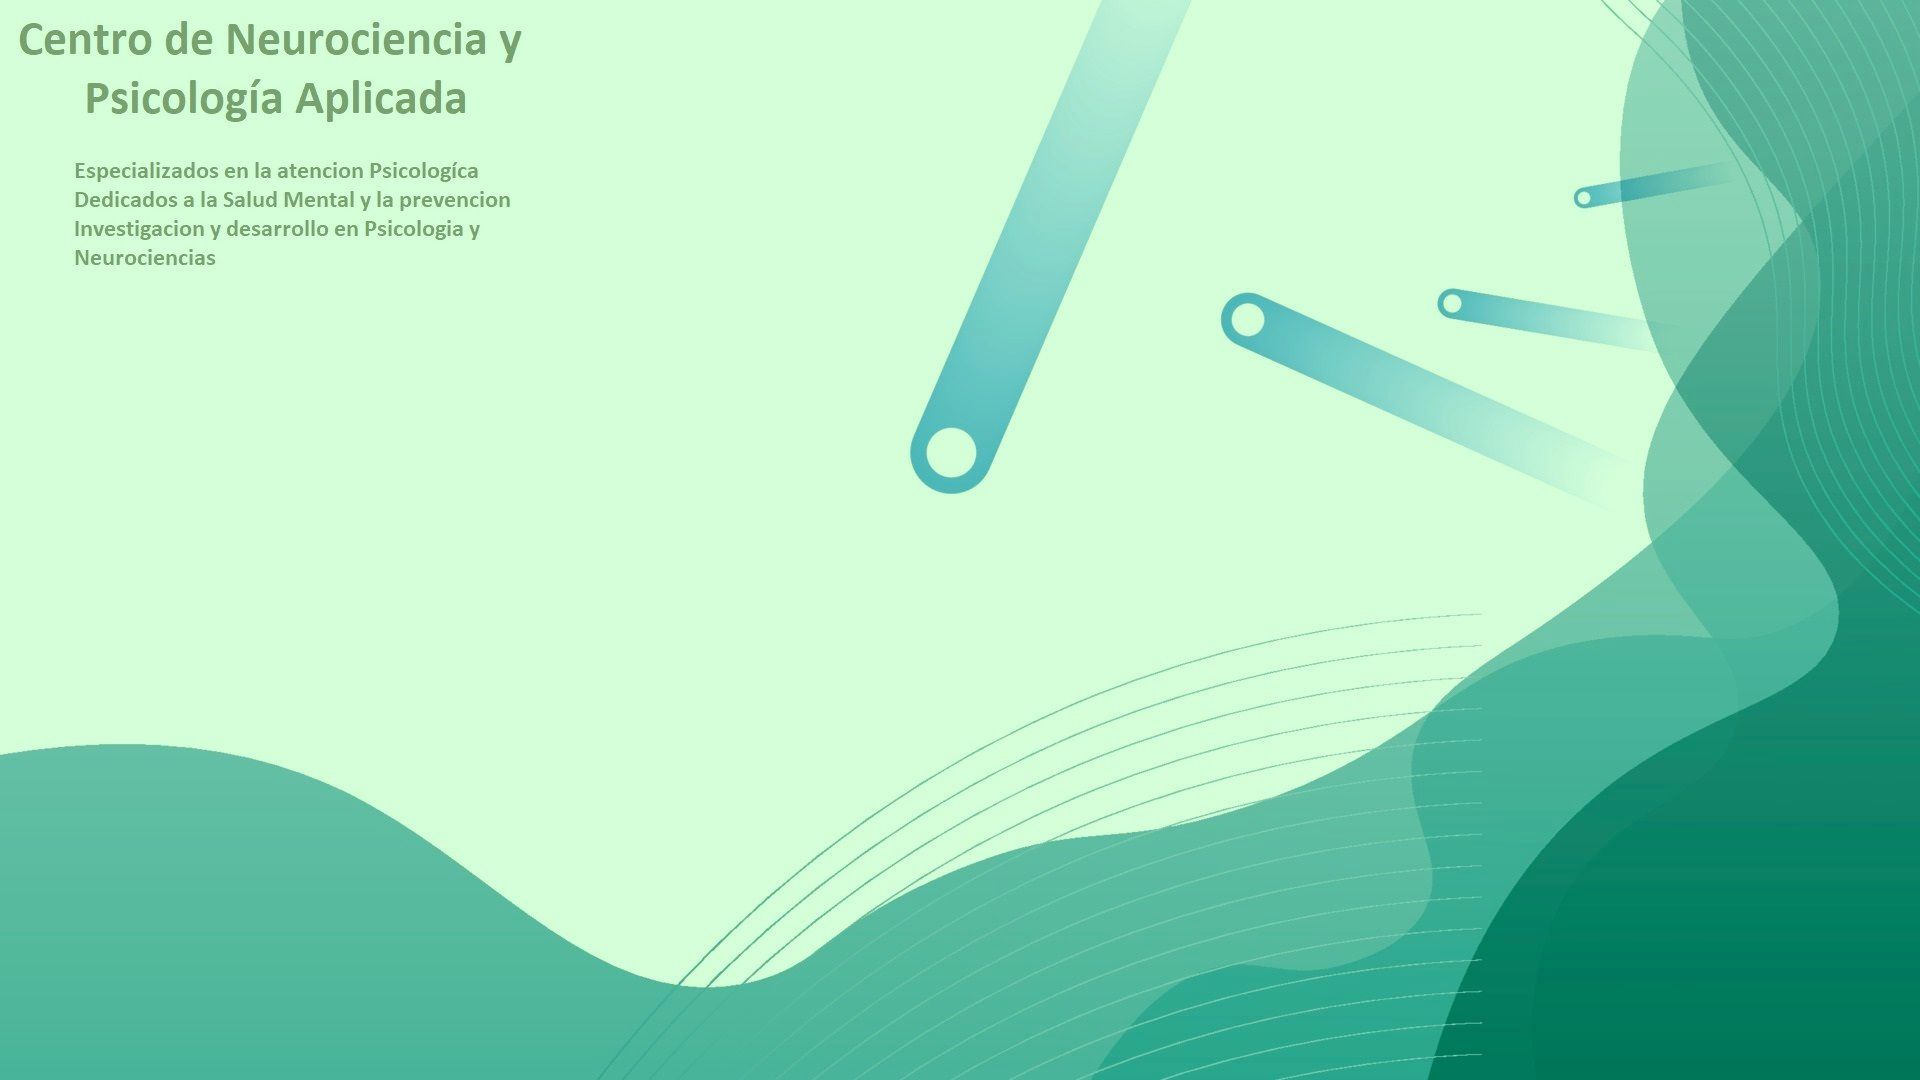 Centro de Neurociencia y
Psicología Aplicada
Especializados en la atencion Psicologíca
Dedicados a la Salud Mental y la prevencion
Investigacion y desarrollo en Psicologia y
Neurociencias